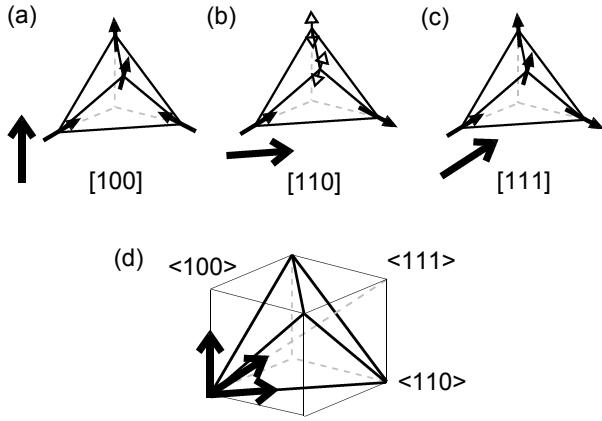 (a)
(b)
(c)
[100]
[110]
[111]
(d)
<100>
<111>
<110>